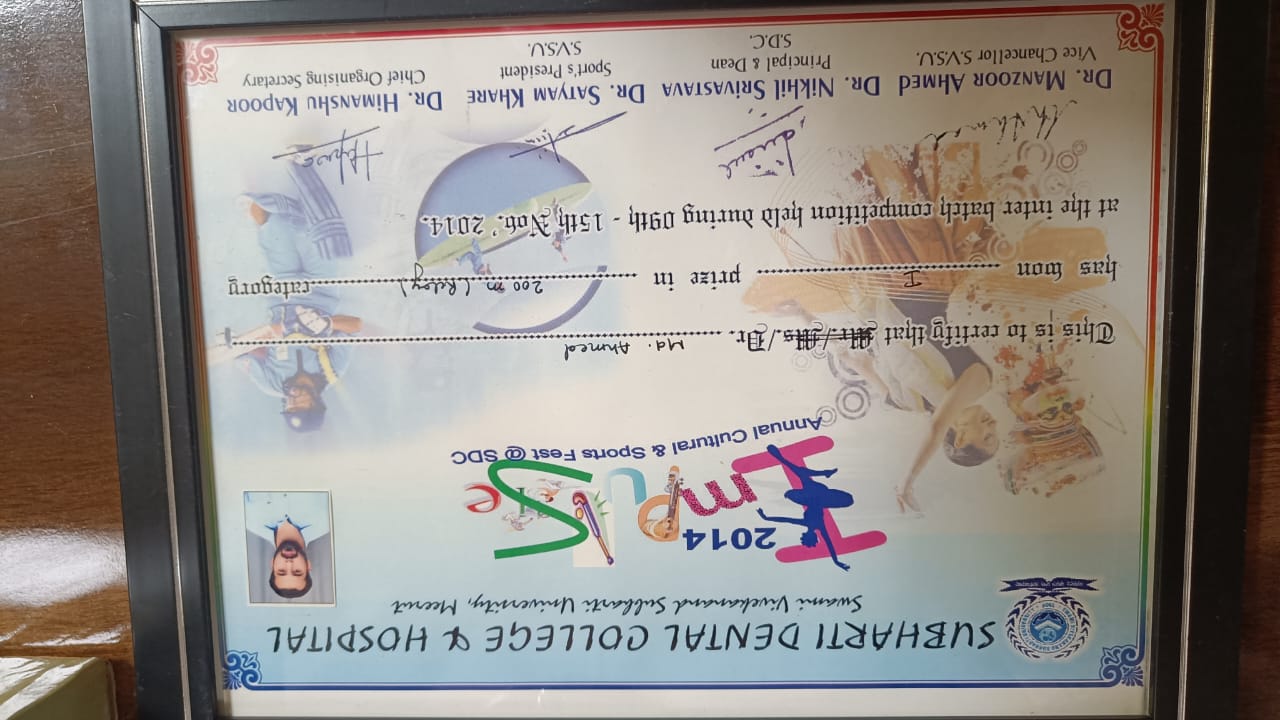 SUBHARTI DENTAL COLLEGE & HOSPITAL
Swami Vivekanand Subharti University, Meerut
2014
ImpulSe
Annual Cultural & Sports Fest @ SDC
This is to certify that Mr./Ms./Dr. Md. Ahmed
has won I prize in 200 m (Relay) category
at the inter batch competition held during 09th - 15th Nov. 2014.
DR. MANZOOR AHMED DR. NIKHIL SRIVASTAVA DR. SATYAM KHARE DR. HIMANSHU KAPOOR
Vice Chancellor S.V.S.U. Principal & Dean Sport's President Chief Organising Secretary
S.D.C. S.V.S.U.